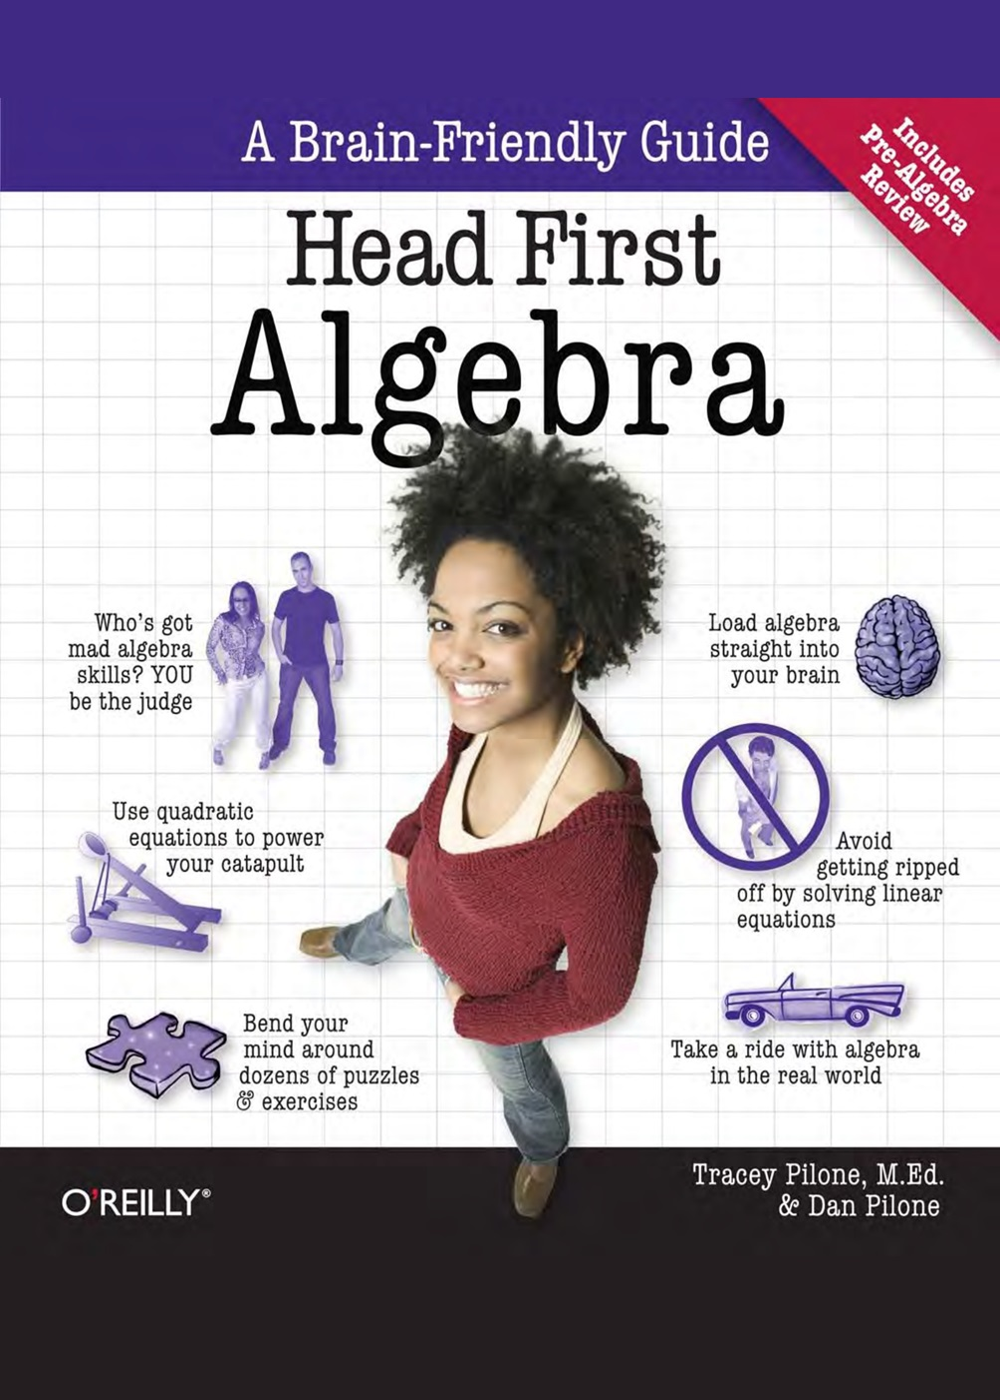 A Brain-Friendly Guide
Includes
Pre-Algebra
Review
Head First
Algebra
Who's got
mad algebra
skills? YOU
be the judge
Load algebra
straight into
your brain
Use quadratic
equations to power
your catapult
Avoid
getting ripped
off by solving linear
equations
Bend your
mind around
dozens of puzzles
& exercises
Take a ride with algebra
in the real world
O'REILLY®
Tracey Pilone, M.Ed.
& Dan Pilone